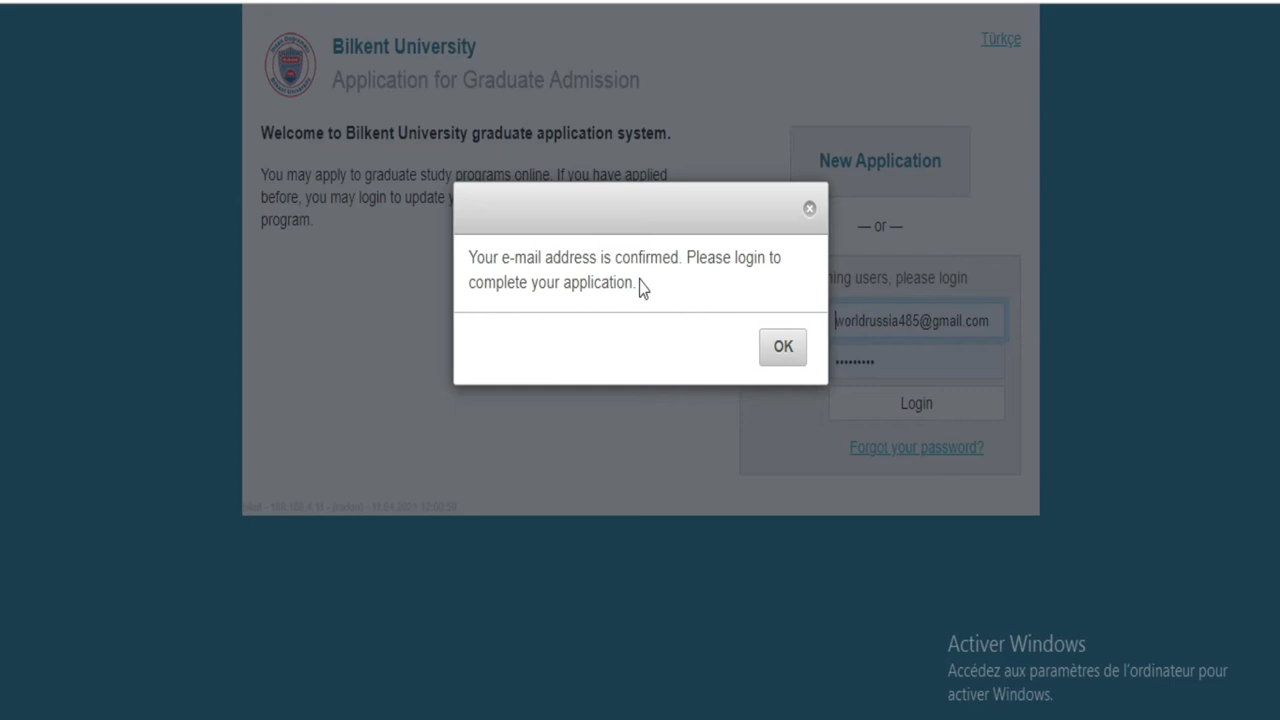 Bilkent University
Türkçe
Application for Graduate Admission
Welcome to Bilkent University graduate application system.
You may apply to graduate study programs online. If you have applied
before, you may login to update y
program.
New Application
— or —
Your e-mail address is confirmed. Please login to
complete your application.
OK
ning users, please login
worldrussia485@gmail.com
•••••••••
Login
Forgot your password?
Activer Windows
Accédez aux paramètres de l'ordinateur pour
activer Windows.